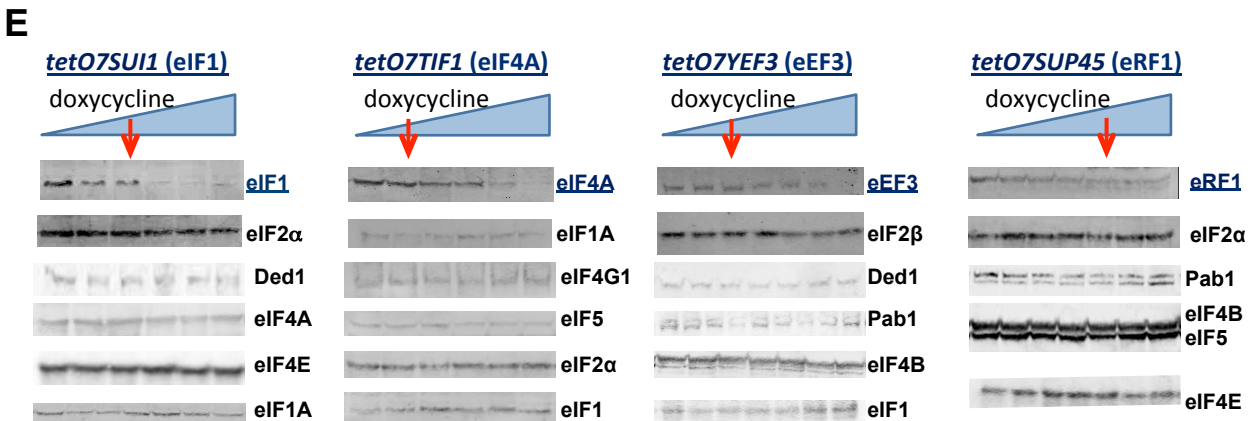 E
tetO7SUI1 (eIF1)
doxycycline
eIF1
eIF2α
Ded1
eIF4A
eIF4E
eIF1A
tetO7TIF1 (eIF4A)
doxycycline
eIF4A
eIF1A
eIF4G1
eIF5
eIF2α
eIF1
tetO7YEF3 (eEF3)
doxycycline
eEF3
eIF2β
Ded1
Pab1
eIF4B
eIF1
tetO7SUP45 (eRF1)
doxycycline
eRF1
eIF2α
Pab1
eIF4B
eIF5
eIF4E